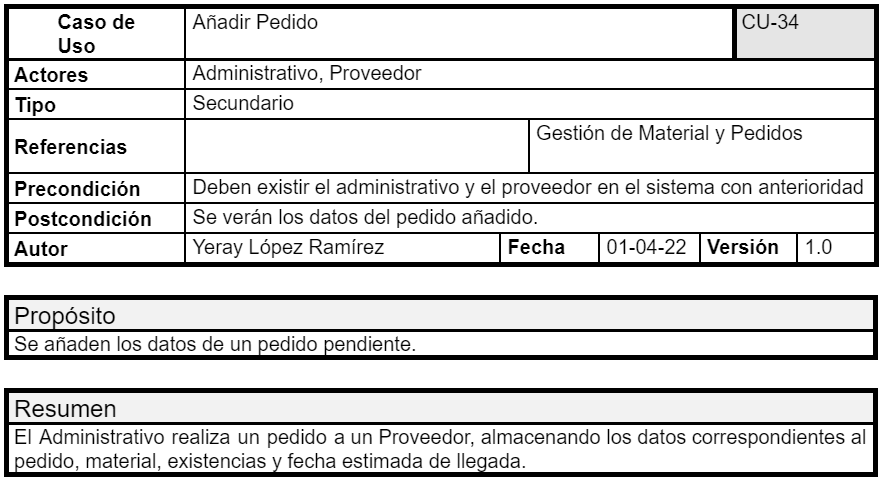 Caso de Uso Añadir Pedido CU-34
Actores Administrativo, Proveedor
Tipo Secundario
Referencias Gestión de Material y Pedidos
Precondición Deben existir el administrativo y el proveedor en el sistema con anterioridad
Postcondición Se verán los datos del pedido añadido.
Autor Yeray López Ramírez Fecha 01-04-22 Versión 1.0
Propósito
Se añaden los datos de un pedido pendiente.
Resumen
El Administrativo realiza un pedido a un Proveedor, almacenando los datos correspondientes al
pedido, material, existencias y fecha estimada de llegada.